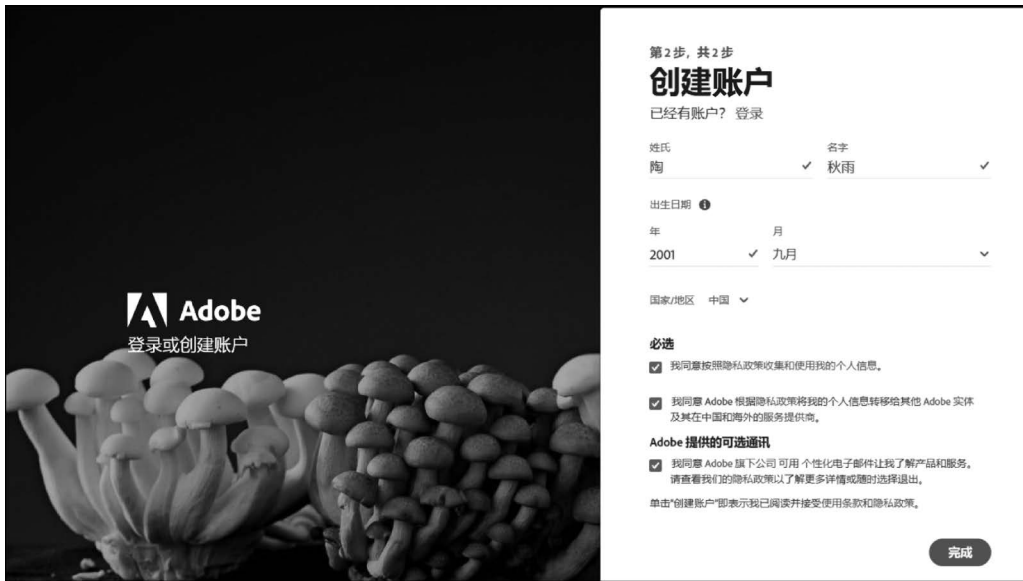 Adobe
登录或创建账户
第2步，共2步
创建账户
已经有账户？ 登录
姓氏 名字
陶 秋雨
出生日期
年 月
2001 九月
国家/地区 中国
必选
我同意按照隐私政策收集和使用我的个人信息。
我同意 Adobe 根据隐私政策将我的个人信息转移给其他 Adobe 实体
及其在中国和海外的服务提供商。
Adobe 提供的可选通讯
我同意 Adobe 旗下公司 可用 个性化电子邮件让我了解产品和服务。
请查看我们的隐私政策以了解更多详情或随时选择退出。
单击"创建账户"即表示我已阅读并接受使用条款和隐私政策。
完成